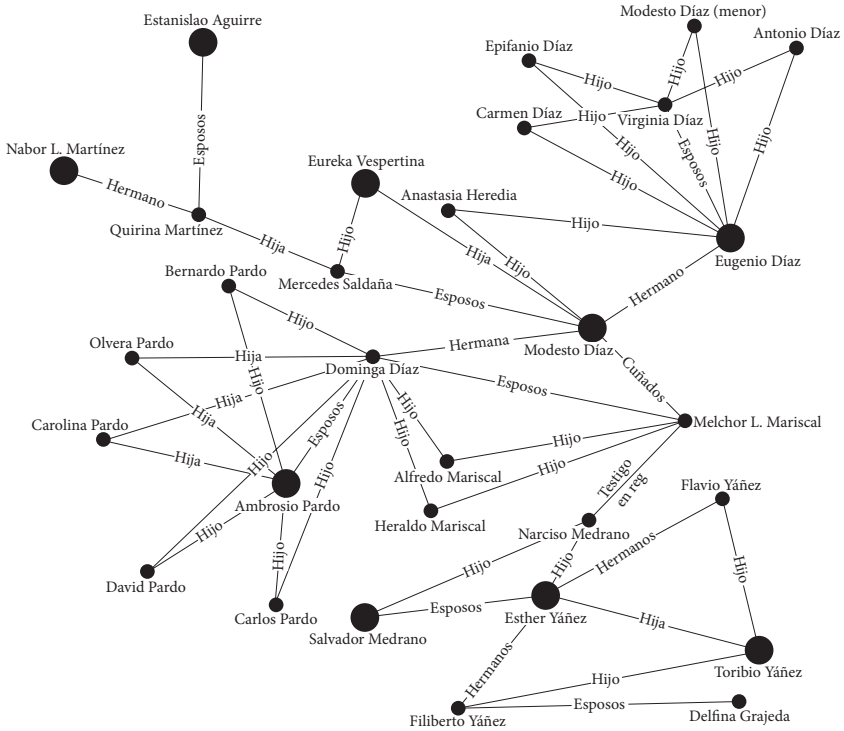 Estanislao Aguirre
Modesto Díaz (menor)
Antonio Díaz
Epifanio Díaz
Hijo
Hijo
Hijo
Carmen Díaz
Hijo
Virginia Díaz
Esposos
Nabor L. Martínez
Hijo
Hijo
Hijo
Esposos
Eureka Vespertina
Hijo
Hermano
Anastasia Heredia
Hijo
Quirina Martínez
Hija
Hijo
Hija
Hijo
Eugenio Díaz
Bernardo Pardo
Mercedes Saldaña
Esposos
Hermano
Hijo
Olvera Pardo
Hermana
Modesto Díaz
Hija
Dominga Díaz
Hijo
Cuñados
Esposos
Hija
Hija
Carolina Pardo
Esposos
Hijo
Melchor L. Mariscal
Hijo
Hijo
Hija
Hijo
Alfredo Mariscal
Hijo
Hijo
Testigo
en reg
Flavio Yáñez
Ambrosio Pardo
Heraldo Mariscal
Hijo
Narciso Medrano
Hermanos
Hijo
Hijo
Hijo
Hijo
David Pardo
Carlos Pardo
Esposos
Esther Yáñez
Hija
Salvador Medrano
Hermanos
Toribio Yáñez
Hijo
Esposos
Filiberto Yáñez
Delfina Grajeda